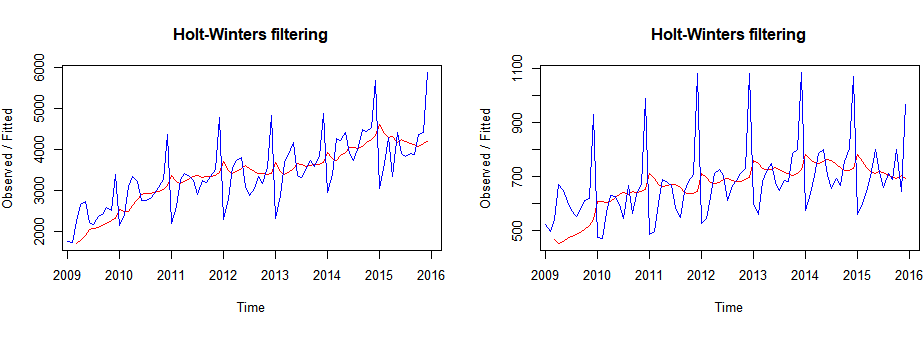 Holt-Winters filtering
Observed / Fitted
6000
5000
4000
3000
2000
2009 2010 2011 2012 2013 2014 2015 2016
Time
Holt-Winters filtering
Observed / Fitted
1100
900
700
500
2009 2010 2011 2012 2013 2014 2015 2016
Time